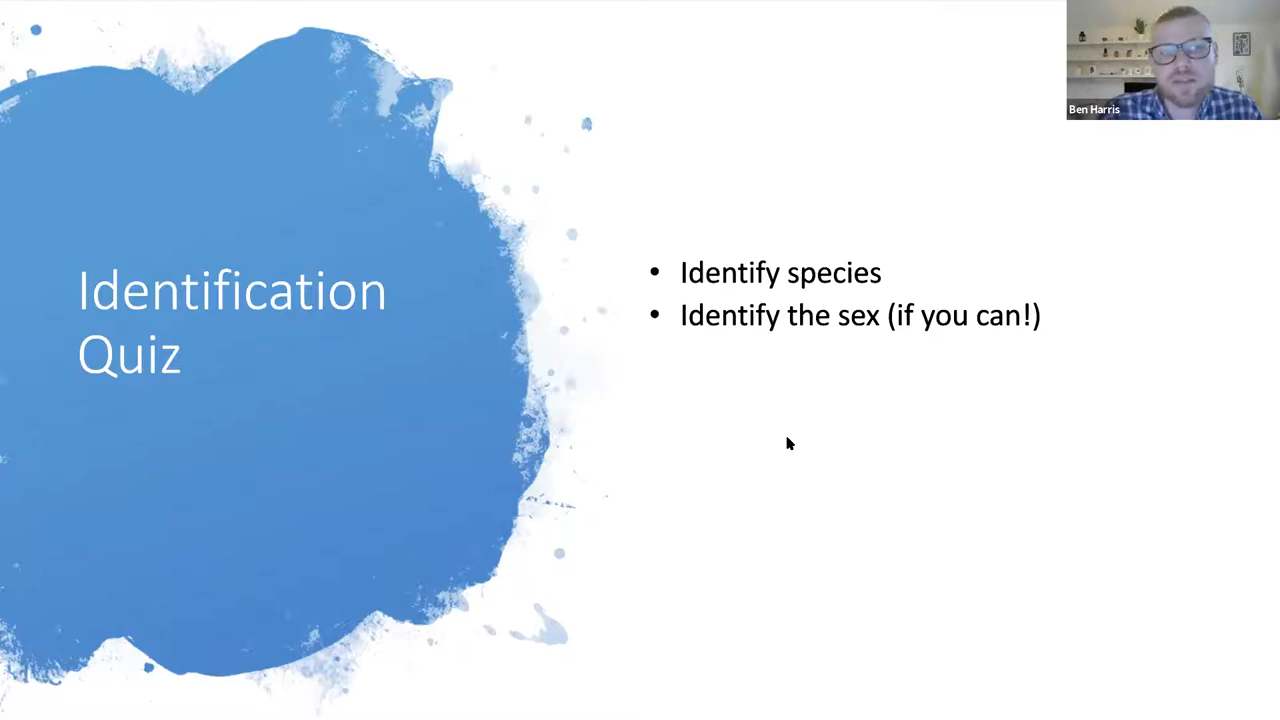 Identification
Quiz
• Identify species
• Identify the sex (if you can!)
Ben Harris